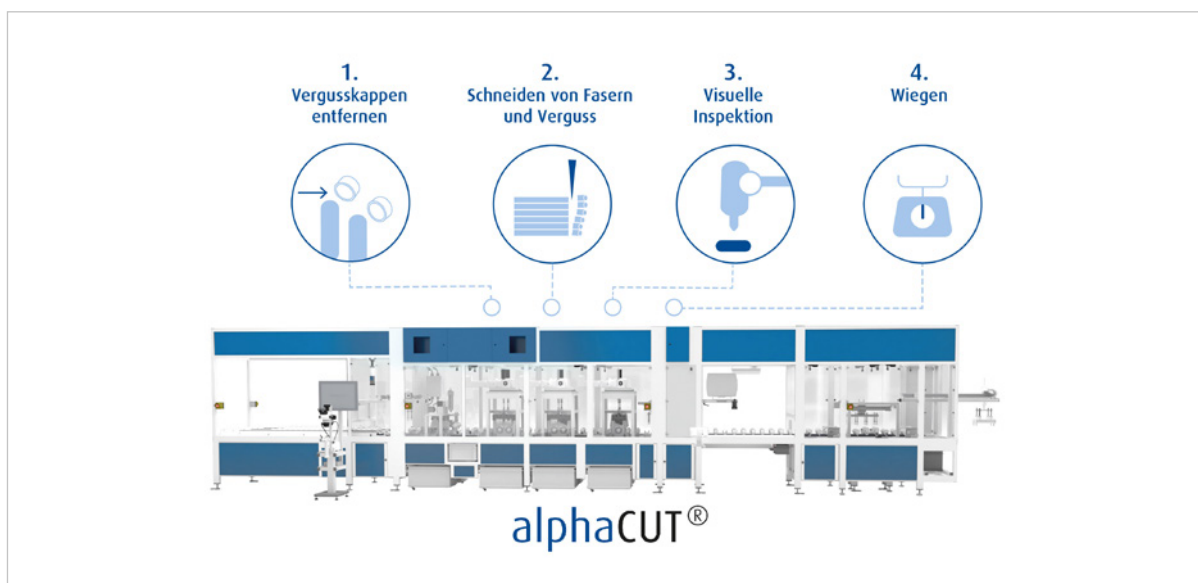 1.
Vergusskappen
entfernen
2.
Schneiden von Fasern
und Verguss
3.
Visuelle
Inspektion
4.
Wiegen
alphaCUT®